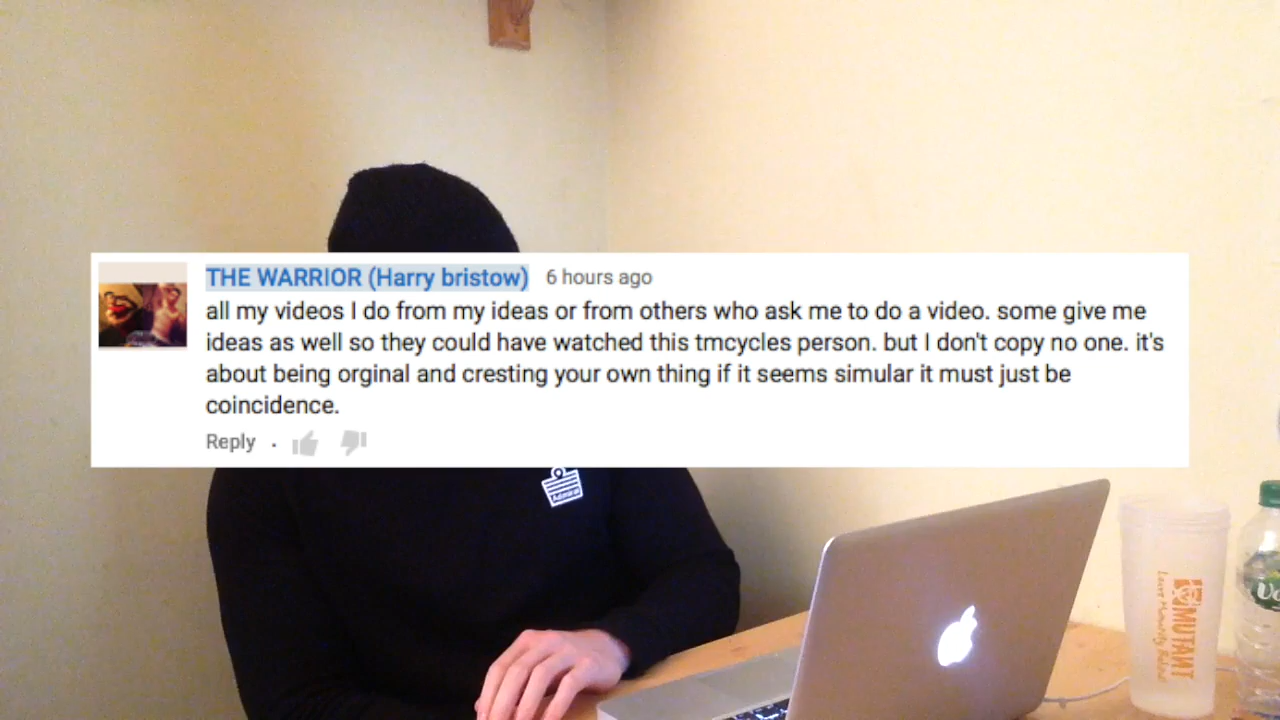 THE WARRIOR (Harry bristow) 6 hours ago
all my videos I do from my ideas or from others who ask me to do a video. some give me
ideas as well so they could have watched this tmcycles person. but I don't copy no one. it's
about being orginal and cresting your own thing if it seems simular it must just be
coincidence.
Reply .
Admiral
MUTANT